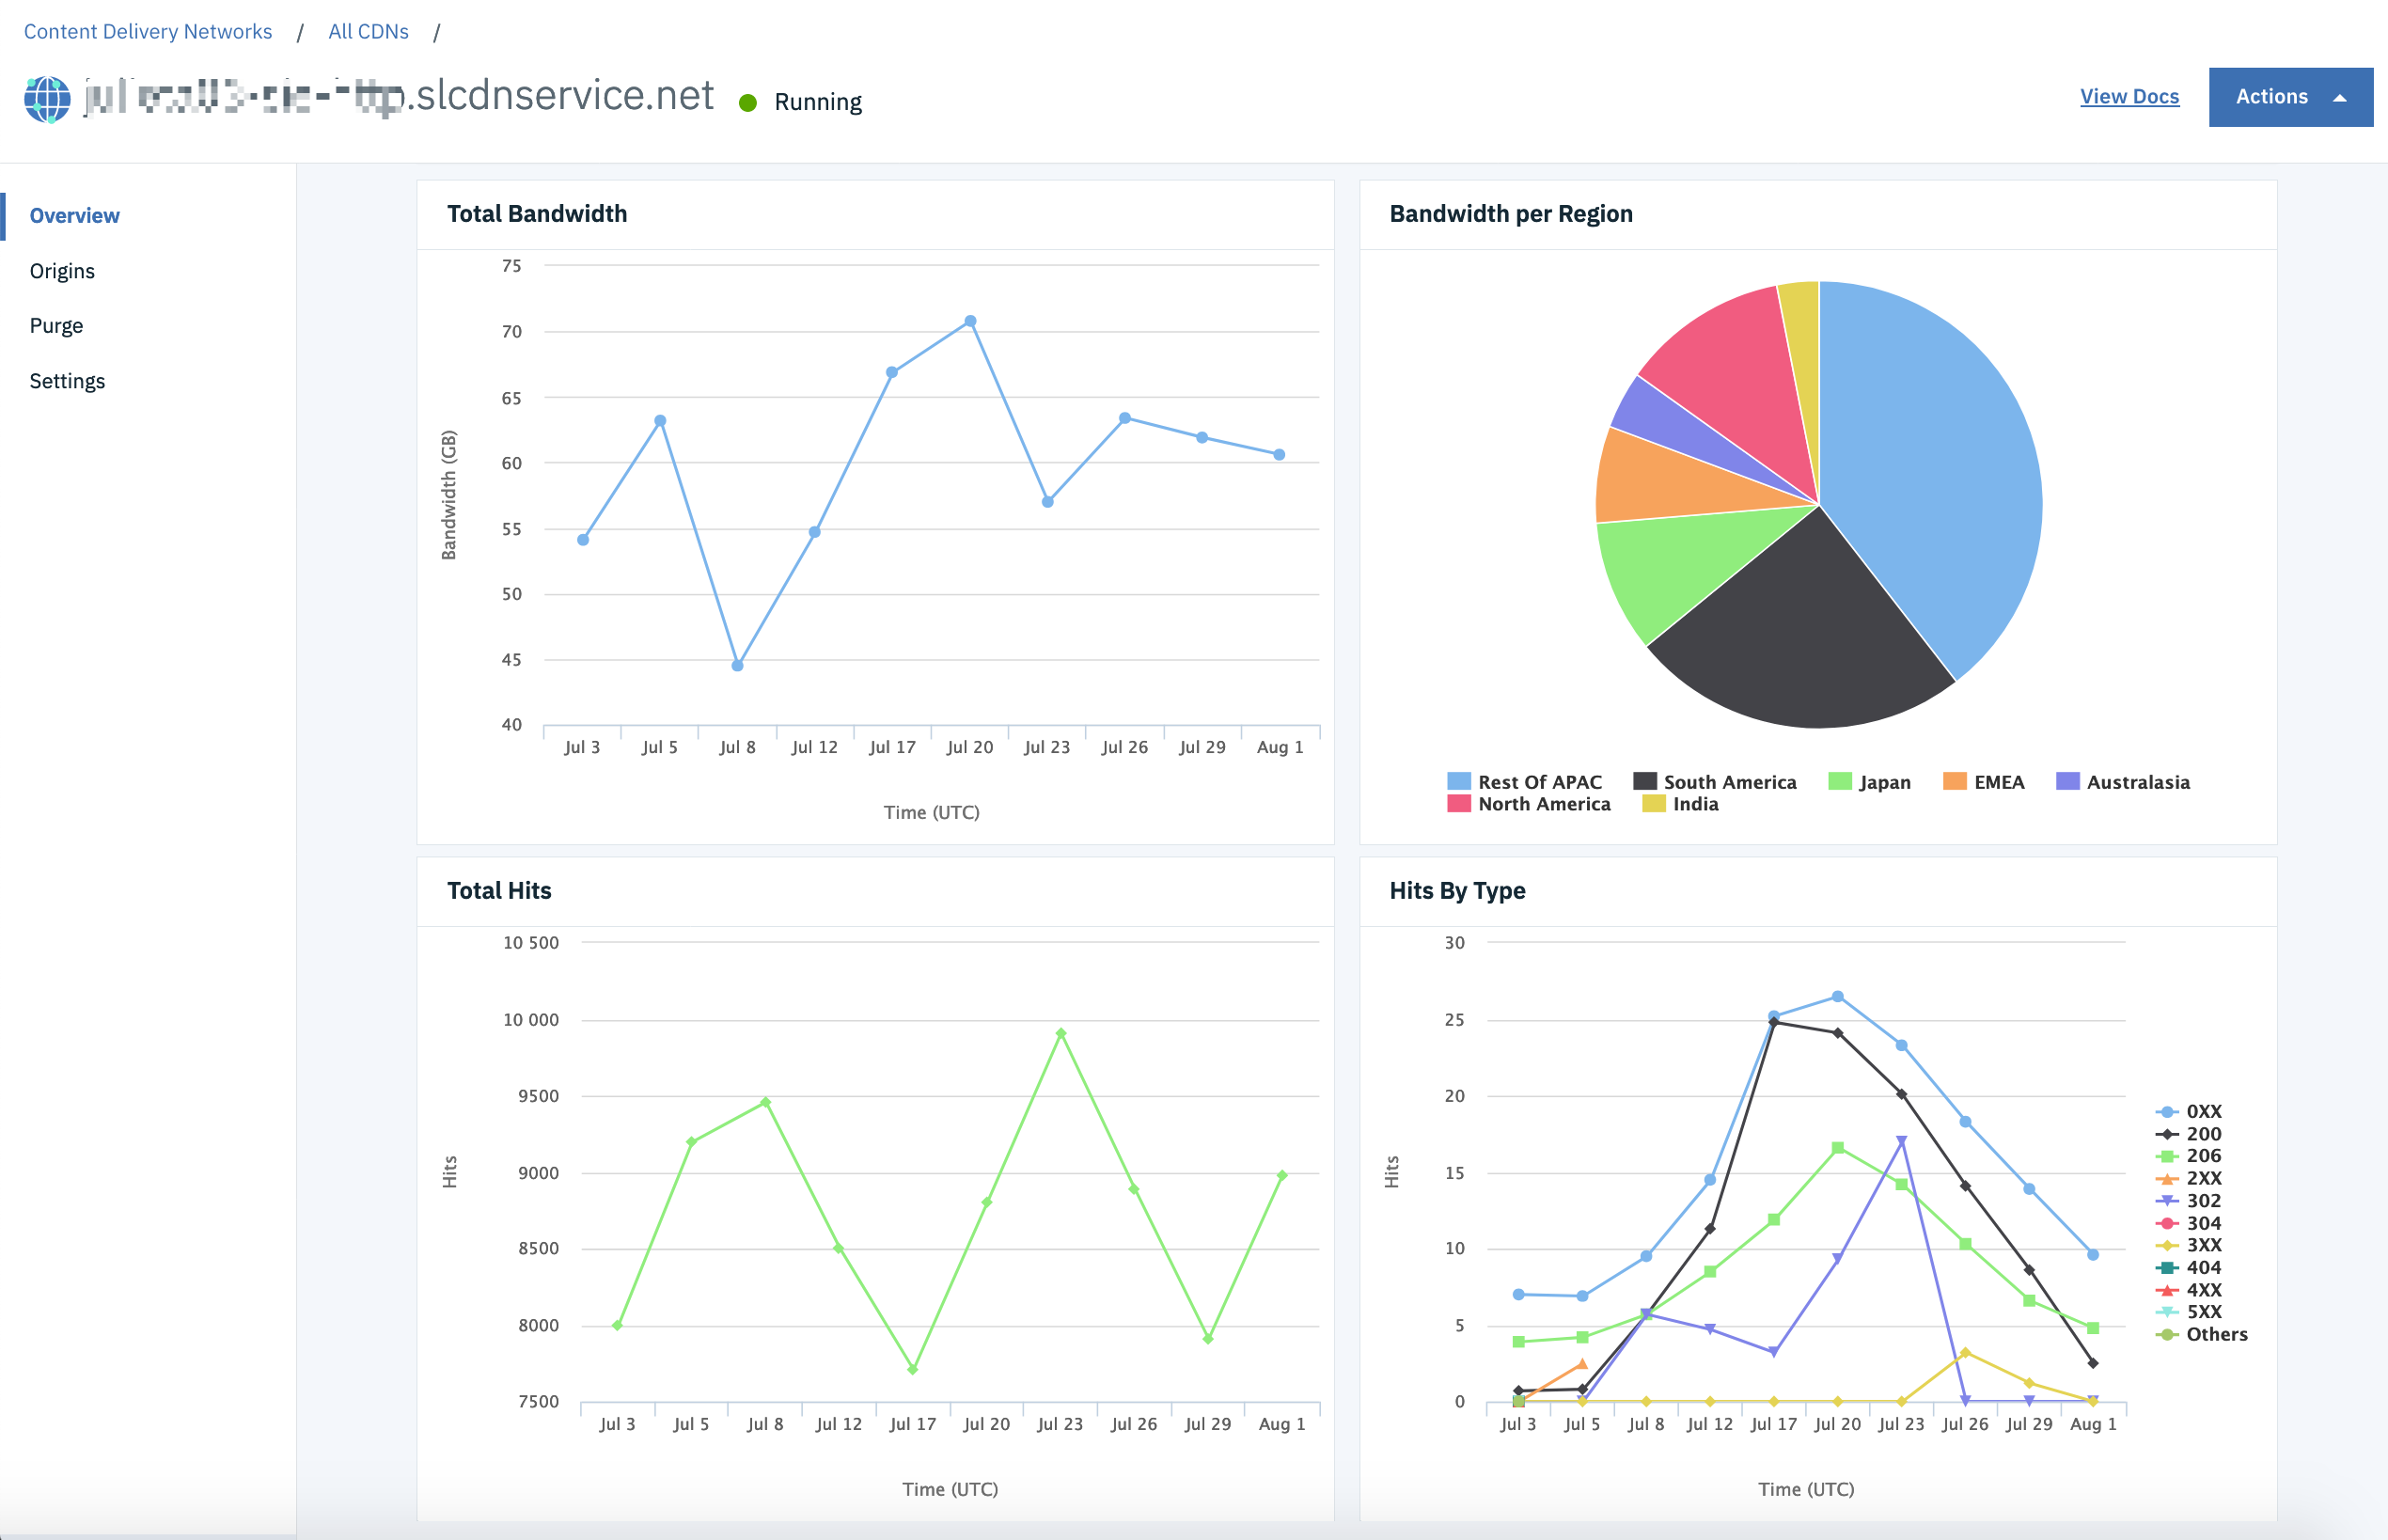 Content Delivery Networks / All CDNs /
.slcdnservice.net Running
View Docs Actions
Overview
Origins
Purge
Settings
Total Bandwidth
75
70
65
60
55
50
45
40
Bandwidth (GB)
Jul 3 Jul 5 Jul 8 Jul 12 Jul 17 Jul 20 Jul 23 Jul 26 Jul 29 Aug 1
Time (UTC)
Bandwidth per Region
Rest Of APAC South America Japan EMEA Australasia
North America India
Total Hits
10 500
10 000
9500
9000
8500
8000
7500
Hits
Jul 3 Jul 5 Jul 8 Jul 12 Jul 17 Jul 20 Jul 23 Jul 26 Jul 29 Aug 1
Time (UTC)
Hits By Type
30
25
20
15
10
5
0
Hits
Jul 3 Jul 5 Jul 8 Jul 12 Jul 17 Jul 20 Jul 23 Jul 26 Jul 29 Aug 1
Time (UTC)
0XX
200
206
2XX
302
304
3XX
404
4XX
5XX
Others